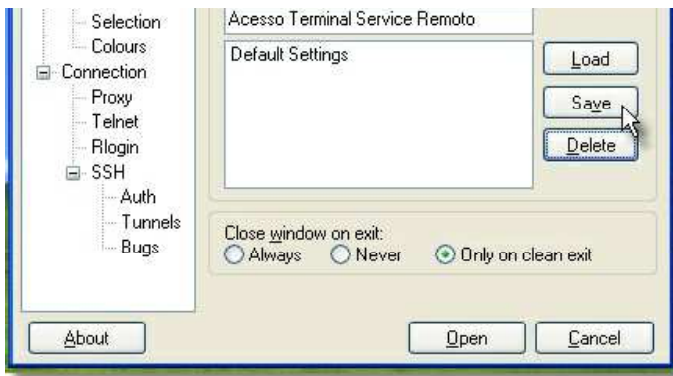 Selection
Colours
Connection
Proxy
Telnet
Rlogin
SSH
Auth
Tunnels
Bugs
Acesso Terminal Service Remoto
Default Settings
Load
Save
Delete
Close window on exit:
Always Never Only on clean exit
About Open Cancel